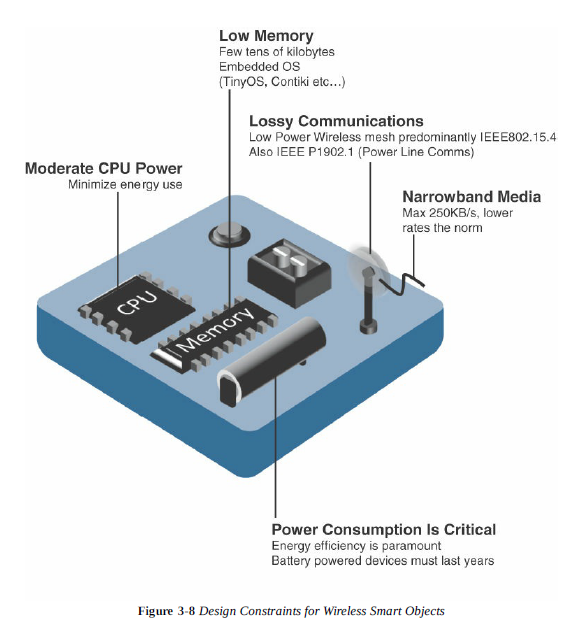 Low Memory
Few tens of kilobytes
Embedded OS
(TinyOS, Contiki etc...)
Lossy Communications
Low Power Wireless mesh predominantly IEEE802.15.4
Also IEEE P1902.1 (Power Line Comms)
Moderate CPU Power
Minimize energy use
Narrowband Media
Max 250KB/s, lower
rates the norm
CPU
Memory
Power Consumption Is Critical
Energy efficiency is paramount
Battery powered devices must last years
Figure 3-8 Design Constraints for Wireless Smart Objects